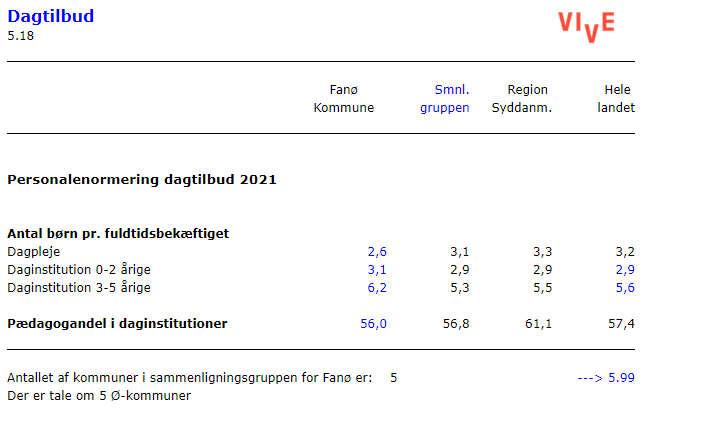 Dagtilbud
VIVE
5.18
Fanø Smnl. Region Hele
Kommune gruppen Syddanm. landet
Personalenormering dagtilbud 2021
Antal børn pr. fuldtidsbekæftiget
Dagpleje 2,6 3,1 3,3 3,2
Daginstitution 0-2 årige 3,1 2,9 2,9 2,9
Daginstitution 3-5 årige 6,2 5,3 5,5 5,6
Pædagogandel i daginstitutioner 56,0 56,8 61,1 57,4
Antallet af kommuner i sammenligningsgruppen for Fanø er: 5 ---> 5.99
Der er tale om 5 Ø-kommuner